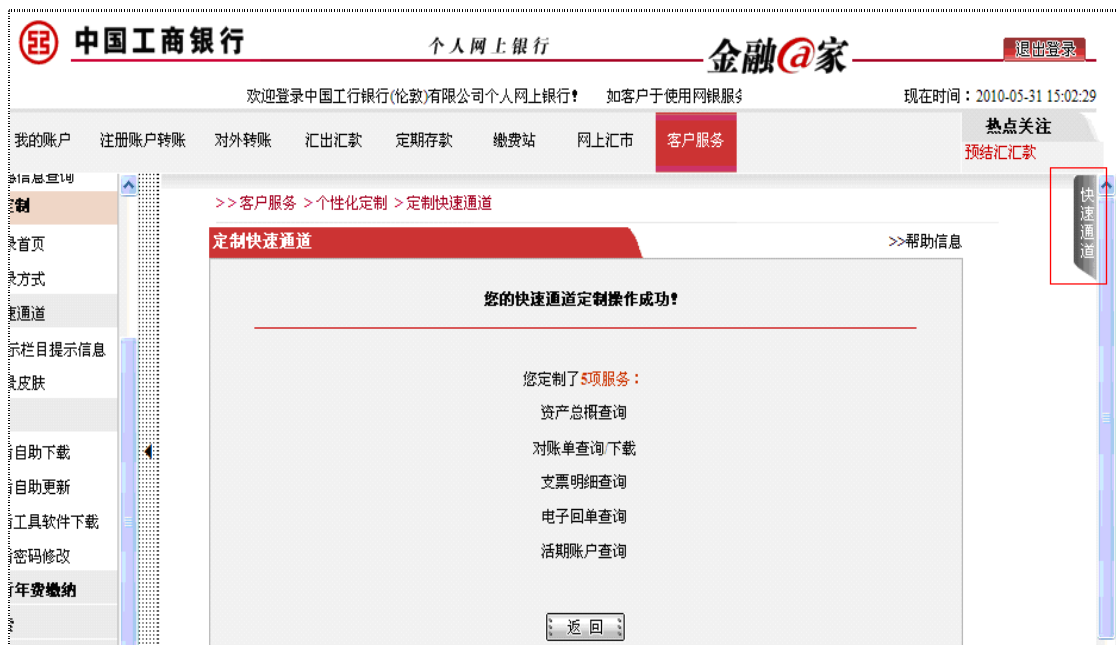 中国工商银行
个人网上银行
金融@家
退出登录
欢迎登录中国工行银行(伦敦)有限公司个人网上银行! 如客户于使用网银服务
现在时间:2010-05-31 15:02:29
我的账户 注册账户转账 对外转账 汇出汇款 定期存款 缴费站 网上汇市 客户服务
热点关注
预结汇汇款
信息查询
制
录首页
录方式
速通道
示栏目提示信息
录皮肤
自助下载
自助更新
工具软件下载
密码修改
年费缴纳
>>客户服务 >个性化定制 >定制快速通道
定制快速通道
>>帮助信息
您的快速通道定制操作成功!
您定制了5项服务:
资产总概查询
对账单查询/下载
支票明细查询
电子回单查询
活期账户查询
返回
快速通道